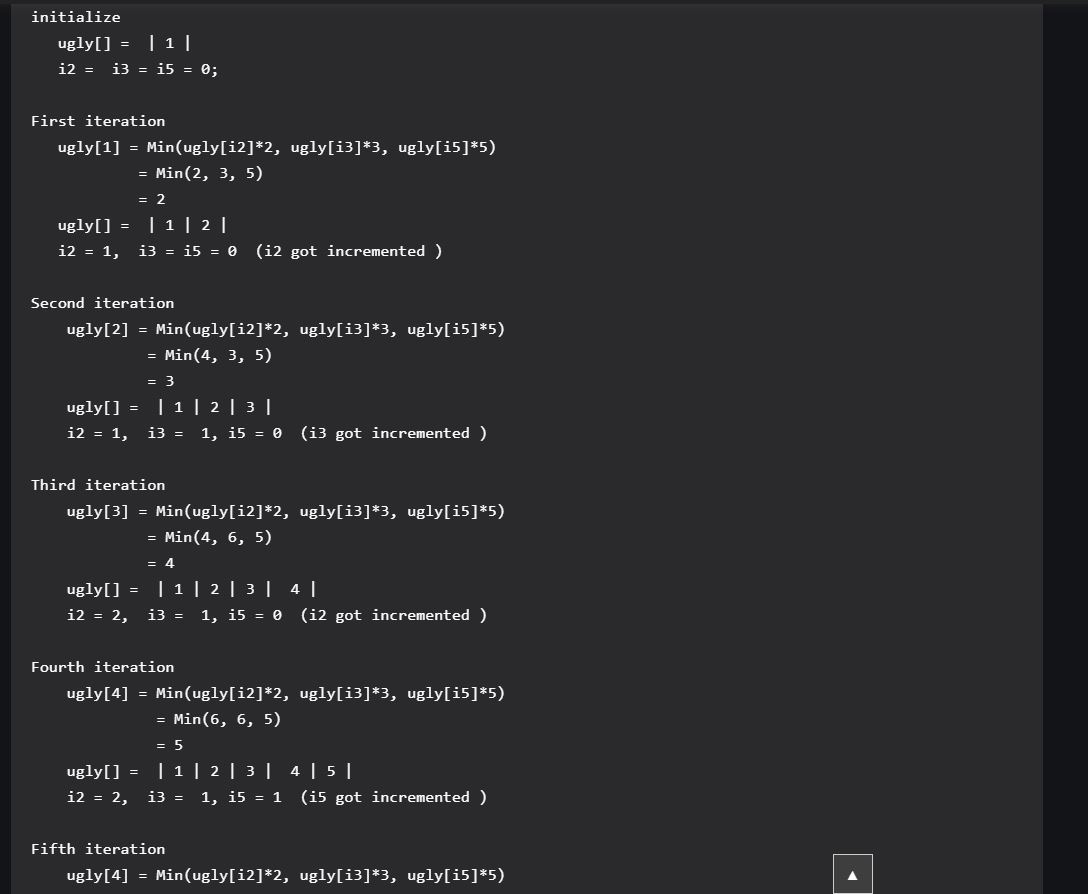 initialize
   ugly[] =  | 1 |
   i2 =  i3 = i5 = 0;

First iteration
   ugly[1] = Min(ugly[i2]*2, ugly[i3]*3, ugly[i5]*5)
            = Min(2, 3, 5)
            = 2
   ugly[] =  | 1 | 2 |
   i2 = 1,  i3 = i5 = 0  (i2 got incremented )

Second iteration
    ugly[2] = Min(ugly[i2]*2, ugly[i3]*3, ugly[i5]*5)
             = Min(4, 3, 5)
             = 3
    ugly[] =  | 1 | 2 | 3 |
    i2 = 1,  i3 =  1, i5 = 0  (i3 got incremented )

Third iteration
    ugly[3] = Min(ugly[i2]*2, ugly[i3]*3, ugly[i5]*5)
             = Min(4, 6, 5)
             = 4
    ugly[] =  | 1 | 2 | 3 |  4 |
    i2 = 2,  i3 =  1, i5 = 0  (i2 got incremented )

Fourth iteration
    ugly[4] = Min(ugly[i2]*2, ugly[i3]*3, ugly[i5]*5)
              = Min(6, 6, 5)
              = 5
    ugly[] =  | 1 | 2 | 3 |  4 | 5 |
    i2 = 2,  i3 =  1, i5 = 1  (i5 got incremented )

Fifth iteration
    ugly[4] = Min(ugly[i2]*2, ugly[i3]*3, ugly[i5]*5)